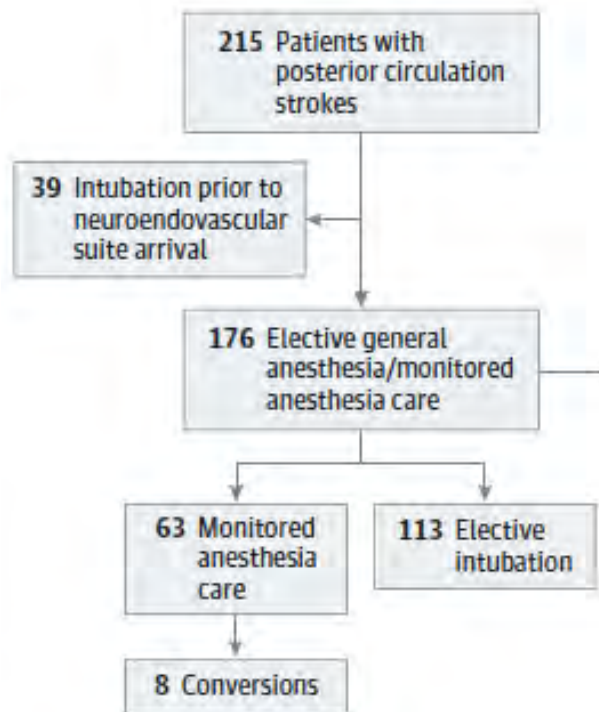 215 Patients with
posterior circulation
strokes
39 Intubation prior to
neuroendovascular
suite arrival
176 Elective general
anesthesia/monitored
anesthesia care
63 Monitored
anesthesia
care
113 Elective
intubation
8 Conversions